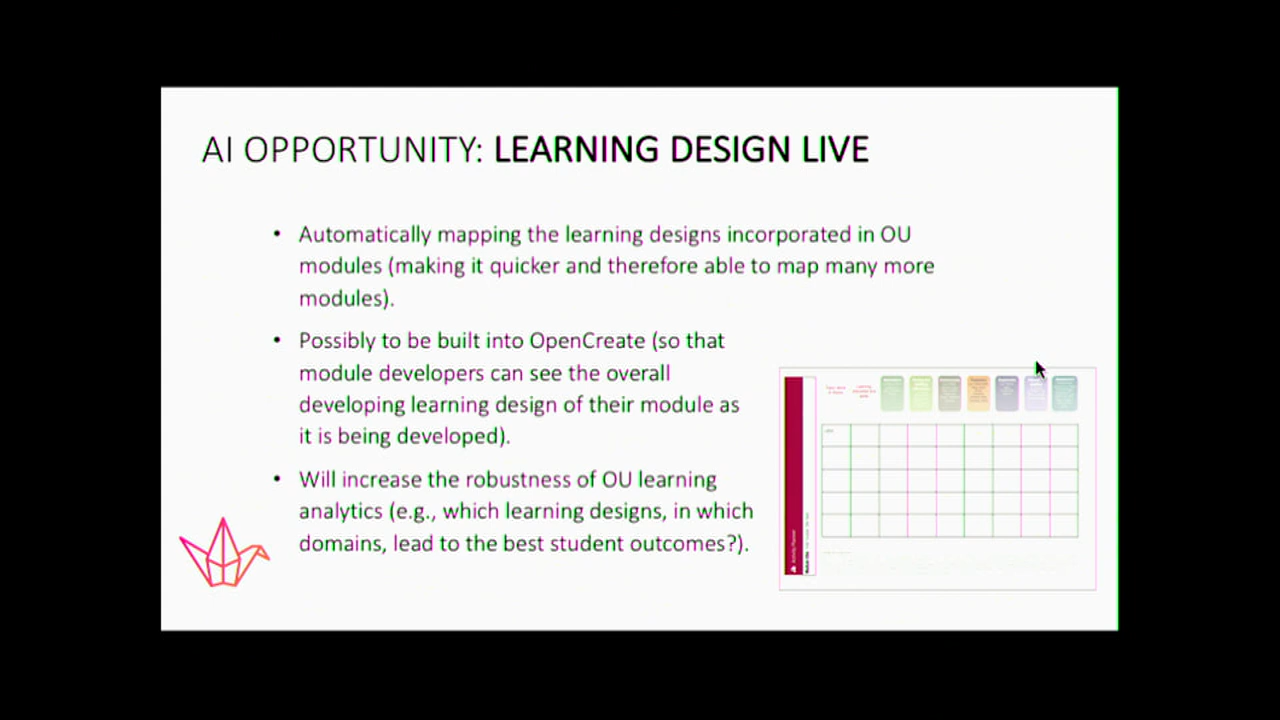 AI OPPORTUNITY: LEARNING DESIGN LIVE
• Automatically mapping the learning designs incorporated in OU
modules (making it quicker and therefore able to map many more
modules).
• Possibly to be built into OpenCreate (so that
module developers can see the overall
developing learning design of their module as
it is being developed).
• Will increase the robustness of OU learning
analytics (e.g., which learning designs, in which
domains, lead to the best student outcomes?).
Activity Planner